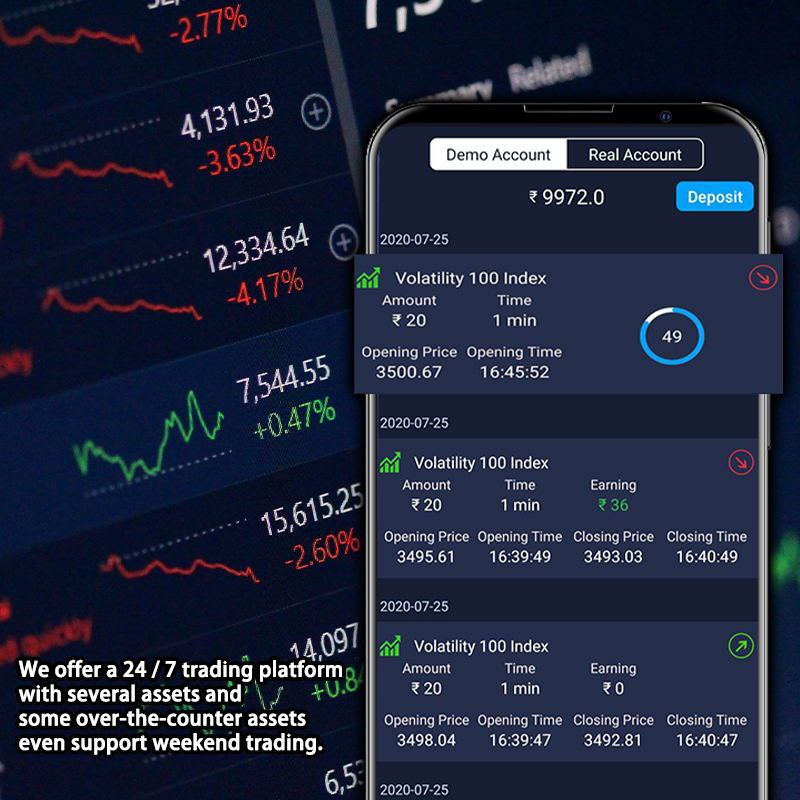 -2.77%
4,131.93
-3.63%
12,334.64
-4.17%
7,544.55
+0.47%
15,615.25
-2.60%
14,097
Related
Demo Account Real Account
₹ 9972.0 Deposit
2020-07-25
Volatility 100 Index
Amount Time
₹ 20 1 min
49
Opening Price Opening Time
3500.67 16:45:52
2020-07-25
Volatility 100 Index
Amount Time Earning
₹ 20 1 min ₹ 36
Opening Price Opening Time Closing Price Closing Time
3495.61 16:39:49 3493.03 16:40:49
2020-07-25
Volatility 100 Index
Amount Time Earning
₹ 20 1 min ₹ 0
Opening Price Opening Time Closing Price Closing Time
3498.04 16:39:47 3492.81 16:40:47
2020-07-25
We offer a 24 / 7 trading platform
with several assets and
some over-the-counter assets
even support weekend trading.